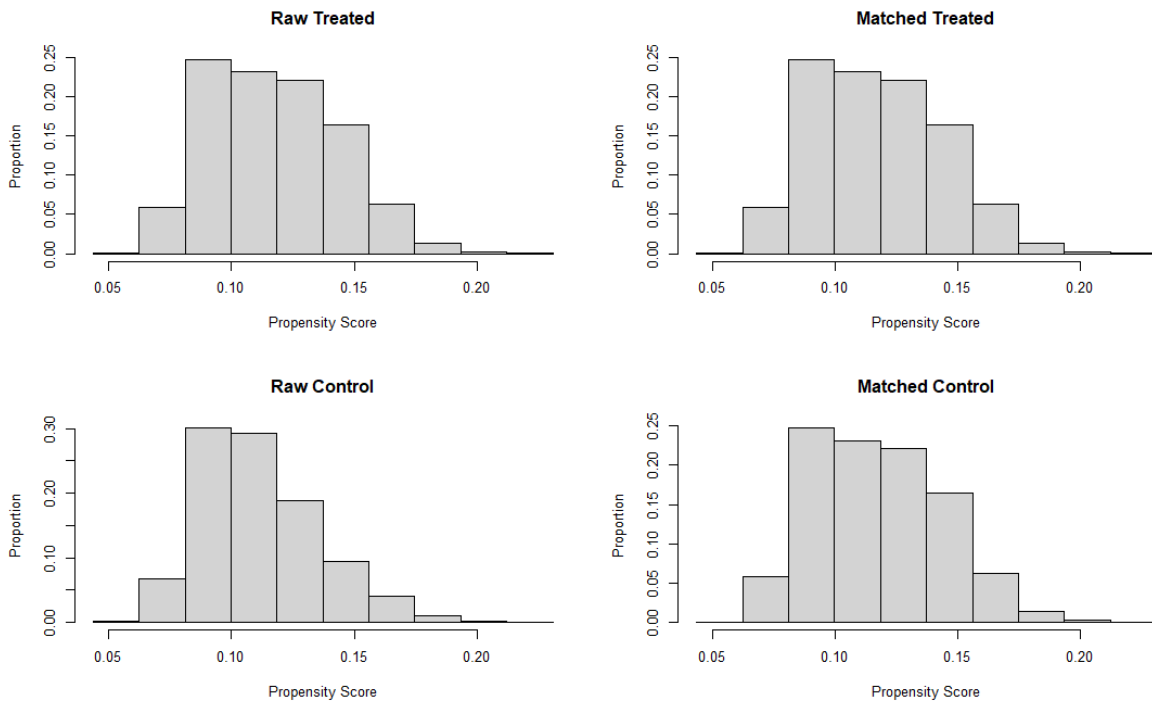 Raw Treated
Proportion
0.00 0.05 0.10 0.15 0.20 0.25
0.05 0.10 0.15 0.20
Propensity Score
Matched Treated
Proportion
0.00 0.05 0.10 0.15 0.20 0.25
0.05 0.10 0.15 0.20
Propensity Score
Raw Control
Proportion
0.00 0.10 0.20 0.30
0.05 0.10 0.15 0.20
Propensity Score
Matched Control
Proportion
0.00 0.05 0.10 0.15 0.20 0.25
0.05 0.10 0.15 0.20
Propensity Score